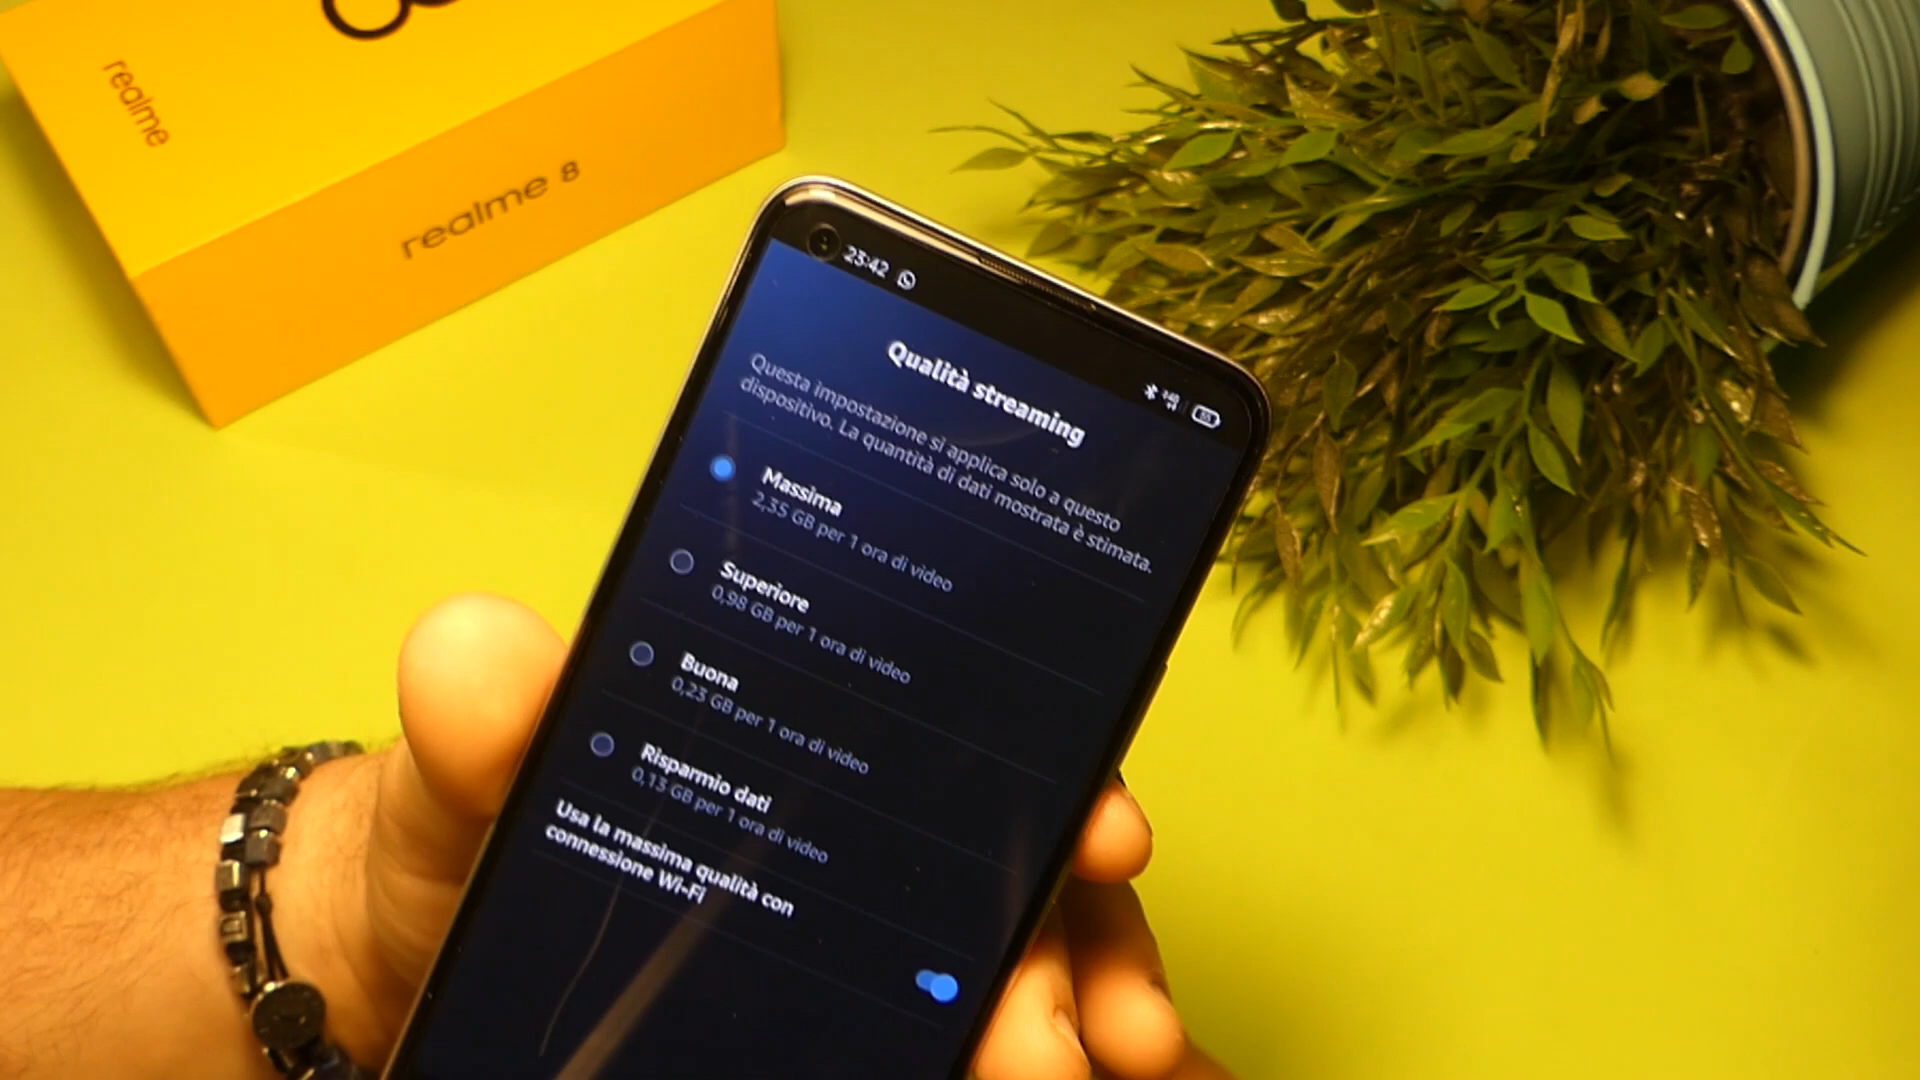 realme
realme 8
23:42
Qualità streaming
Questa impostazione si applica solo a questo
dispositivo. La quantità di dati mostrata è stimata.
Massima
2,35 GB per 1 ora di video
Superiore
0,98 GB per 1 ora di video
Buona
0,23 GB per 1 ora di video
Risparmio dati
0,13 GB per 1 ora di video
Usa la massima qualità con
connessione Wi-Fi